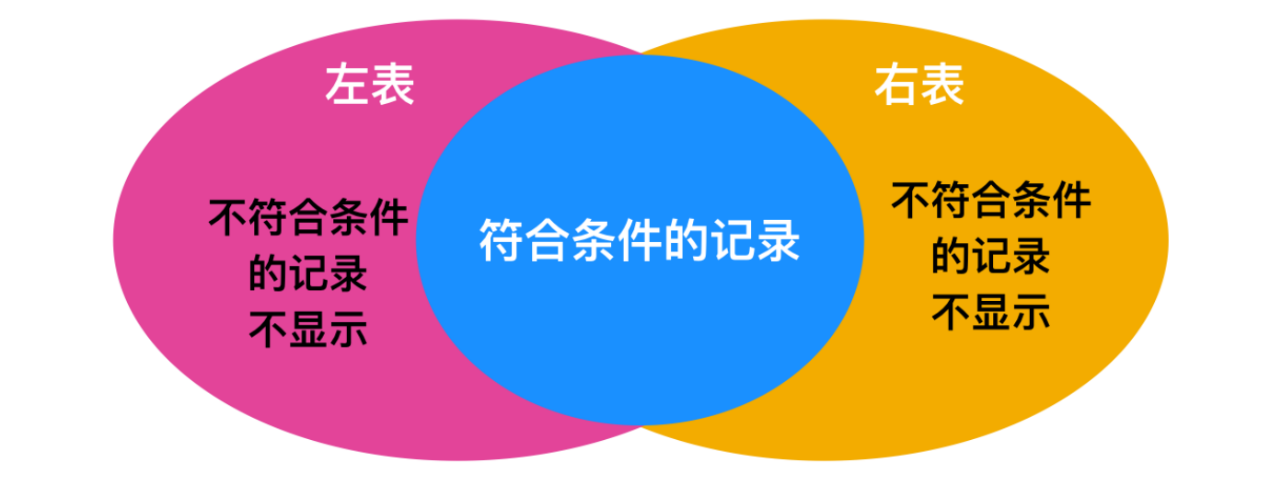 左表
不符合条件
的记录
不显示
符合条件的记录
右表
不符合条件
的记录
不显示